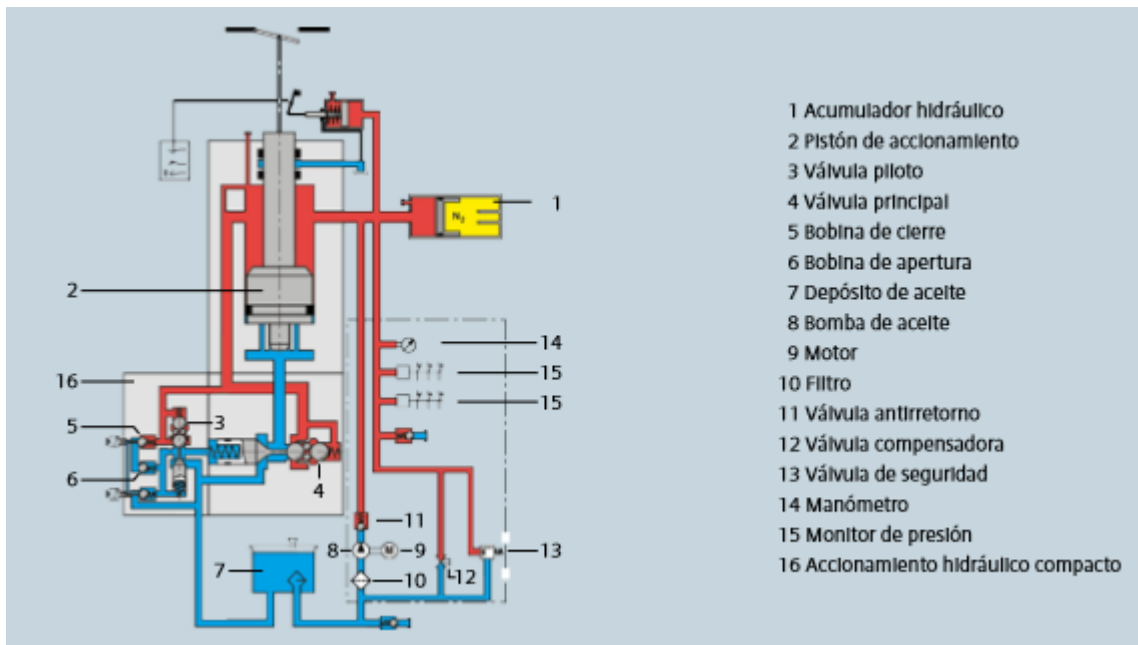 1
2
14
15
16
15
3
5
6
4
11
8
M
9
13
7
10
12
N2
1 Acumulador hidráulico
2 Pistón de accionamiento
3 Válvula piloto
4 Válvula principal
5 Bobina de cierre
6 Bobina de apertura
7 Depósito de aceite
8 Bomba de aceite
9 Motor
10 Filtro
11 Válvula antirretorno
12 Válvula compensadora
13 Válvula de seguridad
14 Manómetro
15 Monitor de presión
16 Accionamiento hidráulico compacto